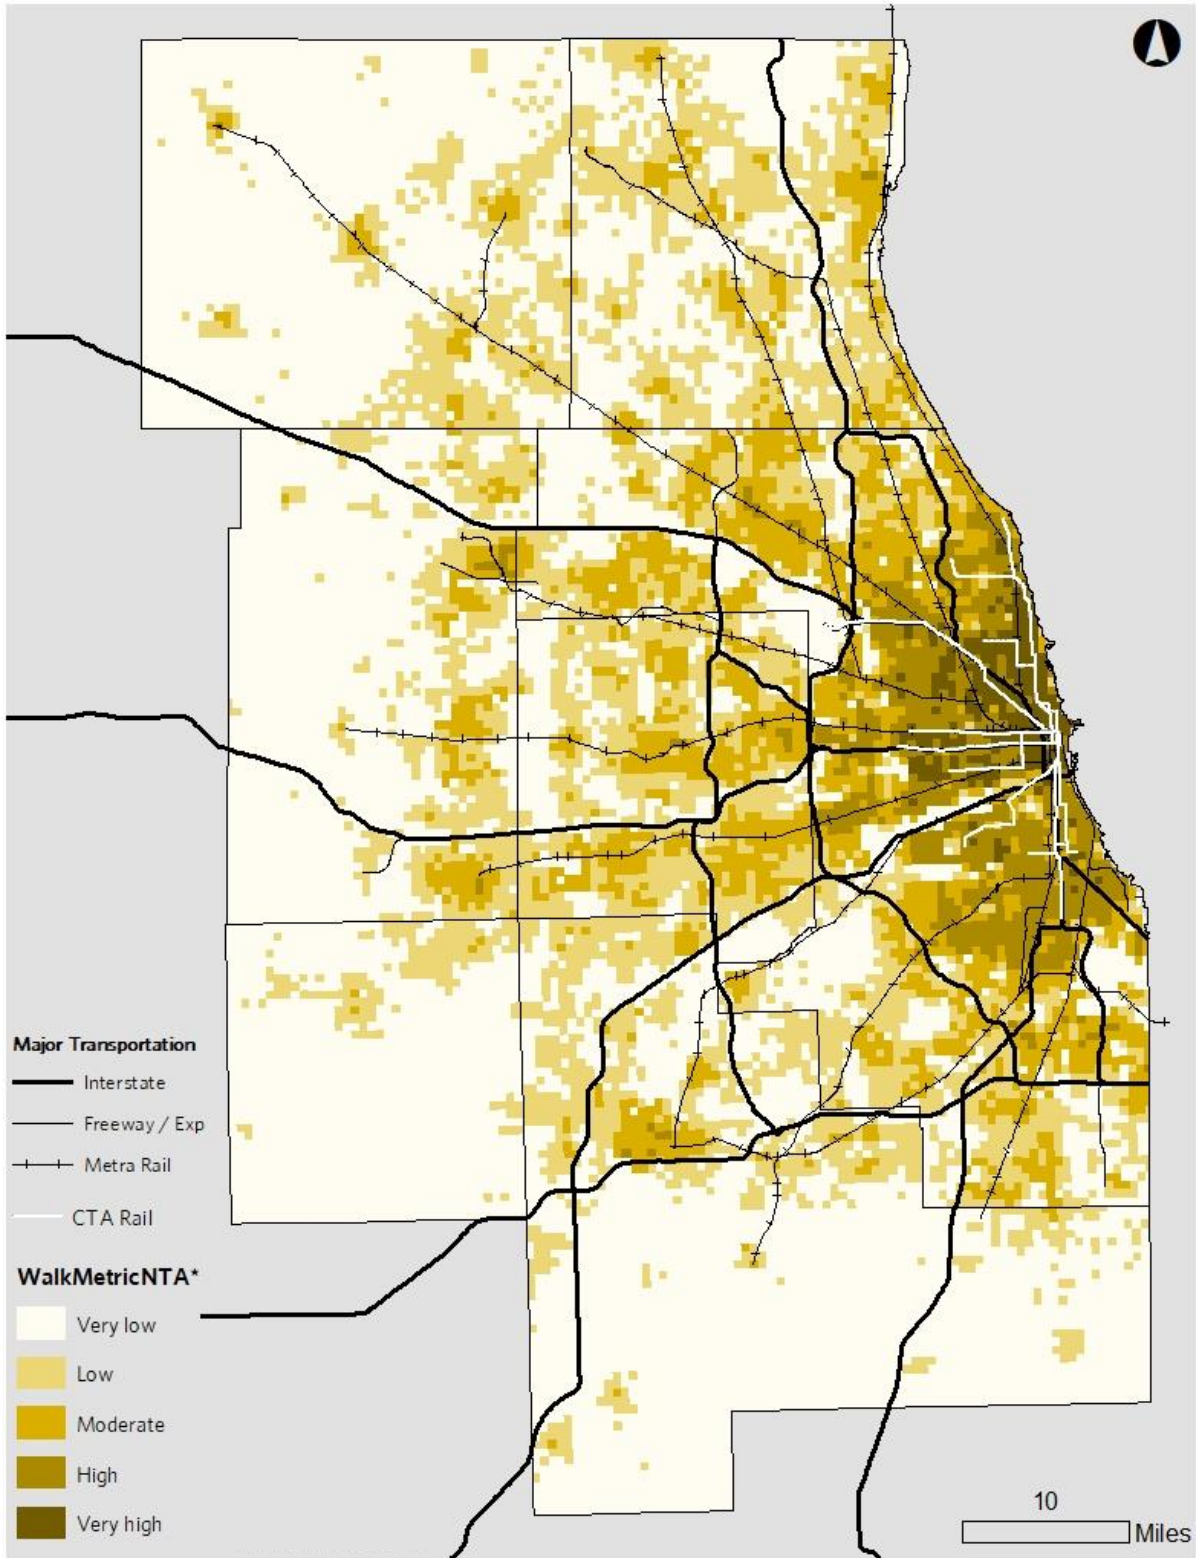 Major Transportation
Interstate
Freeway / Exp
Metra Rail
CTA Rail
WalkMetricNTA*
Very low
Low
Moderate
High
Very high
10
Miles